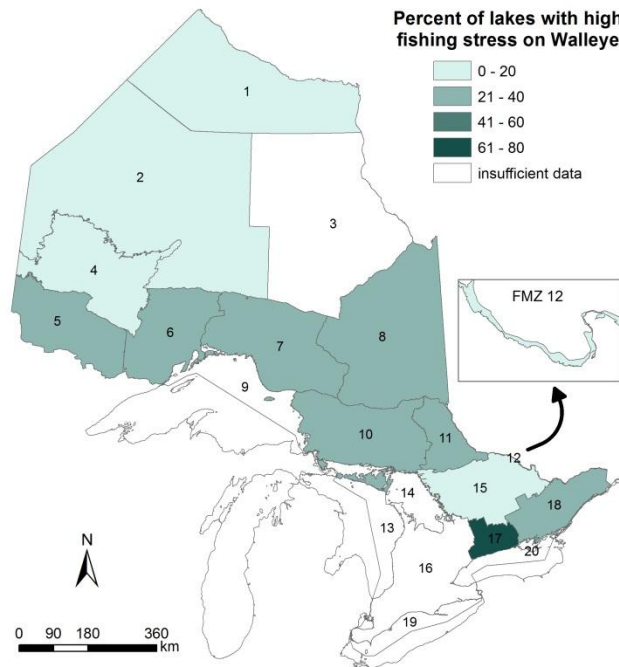 Percent of lakes with high
fishing stress on Walleye
0 - 20
21 - 40
41 - 60
61 - 80
insufficient data
1
2
3
4
5
6
7
8
FMZ 12
9
10
11
12
13
14
15
16
17
18
19
20
N
0 90 180 360
km